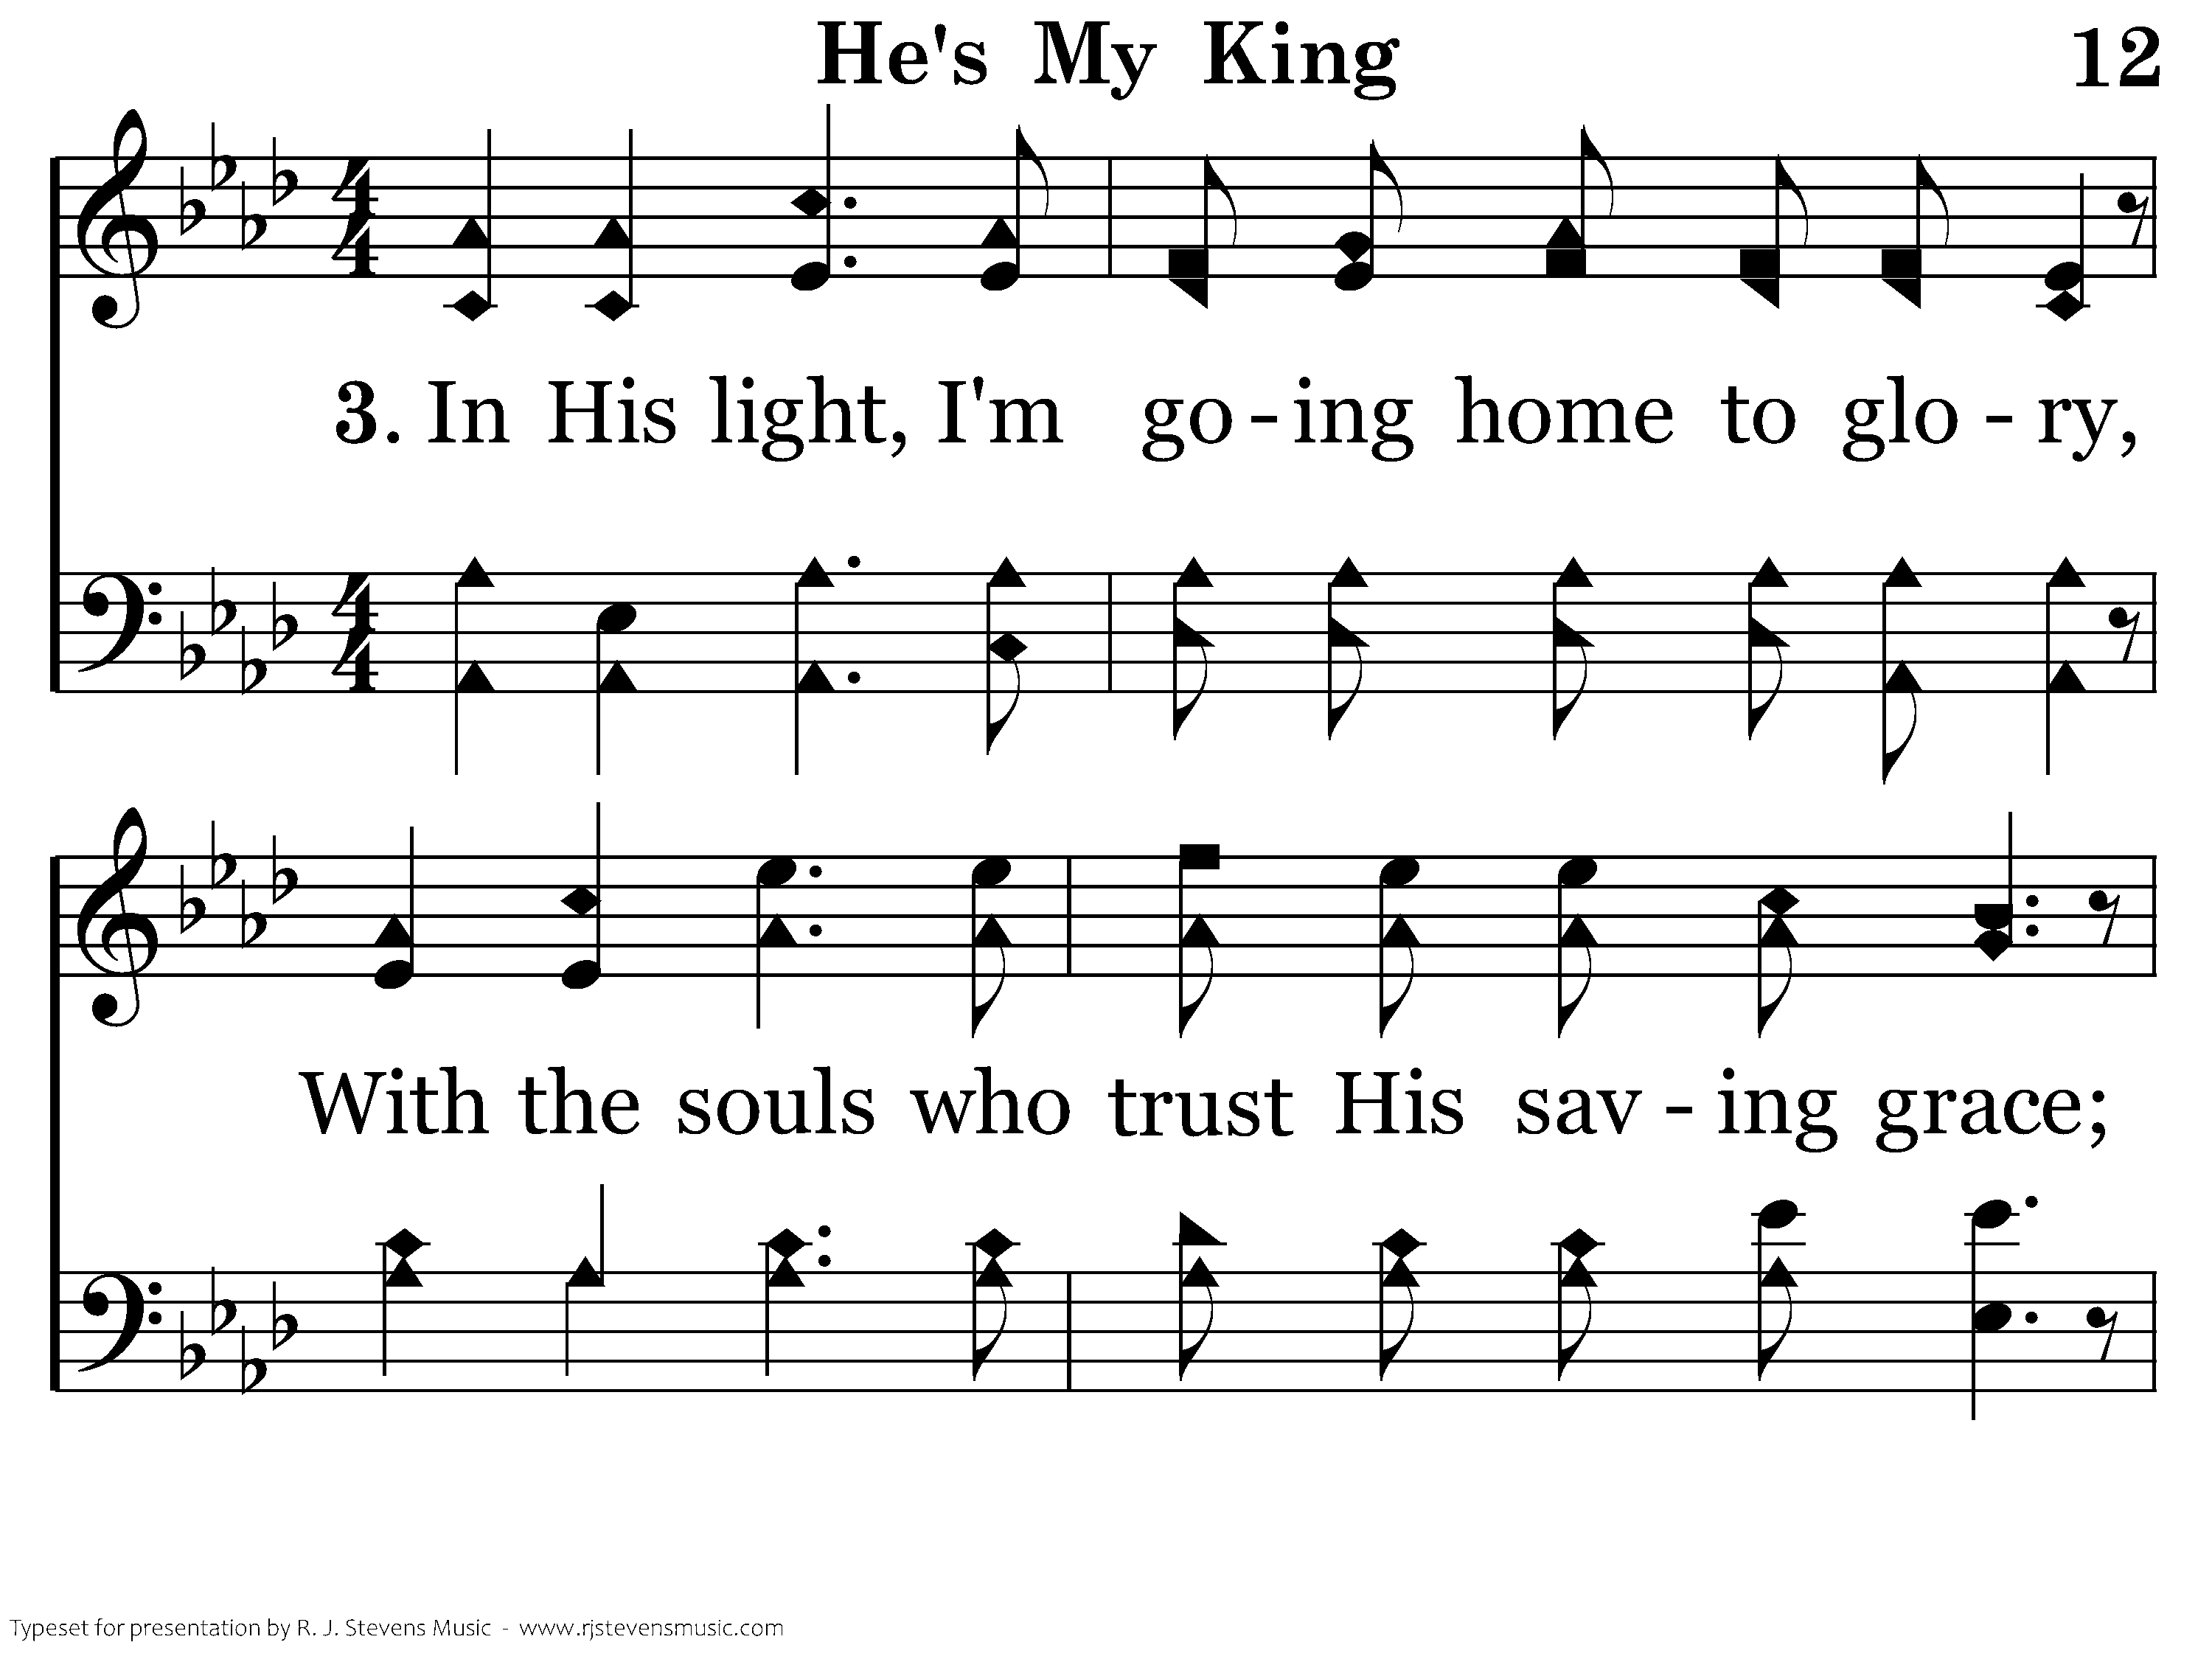 He's My King 12
3. In His light, I'm go - ing home to glo - ry,
With the souls who trust His sav - ing grace;
Typeset for presentation by R. J. Stevens Music - www.rjstevensmusic.com